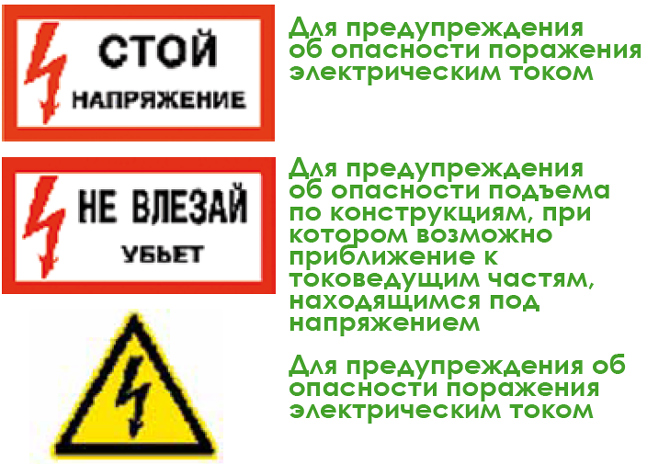 СТОЙ
НАПРЯЖЕНИЕ
Для предупреждения
об опасности поражения
электрическим током
НЕ ВЛЕЗАЙ
УБЬЕТ
Для предупреждения
об опасности подъема
по конструкциям, при
котором возможно
приближение к
токоведущим частям,
находящимся под
напряжением
Для предупреждения об
опасности поражения
электрическим током